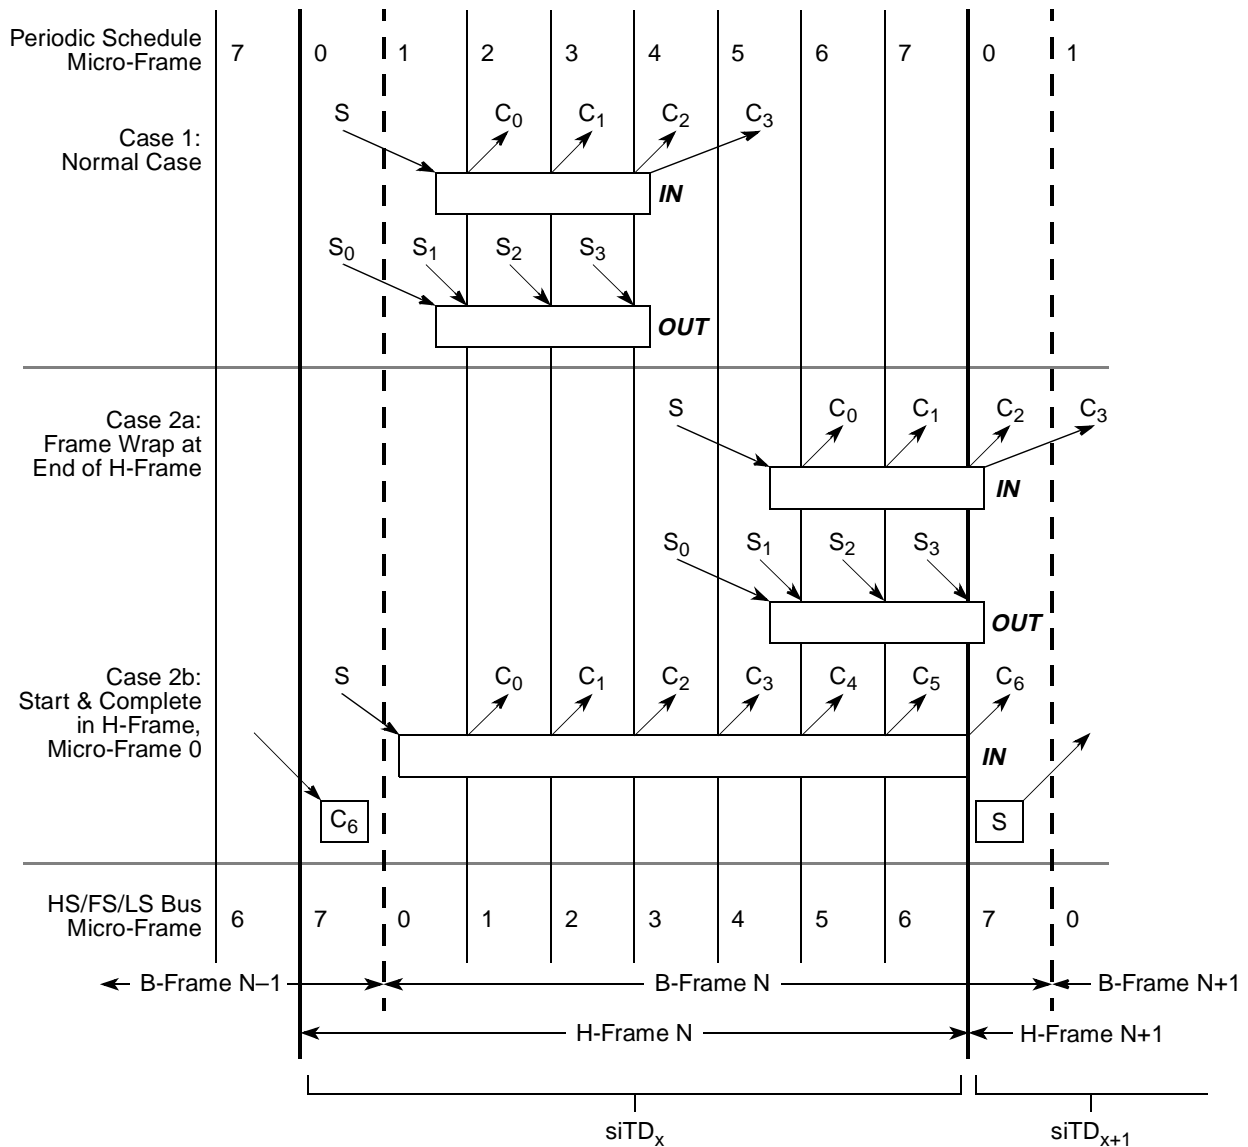 Periodic Schedule
Micro-Frame
7 0 1 2 3 4 5 6 7 0 1
Case 1:
Normal Case
S C0 C1 C2 C3
IN
S0 S1 S2 S3
OUT
Case 2a:
Frame Wrap at
End of H-Frame
S C0 C1 C2 C3
IN
S0 S1 S2 S3
OUT
Case 2b:
Start & Complete
in H-Frame,
Micro-Frame 0
S C0 C1 C2 C3 C4 C5 C6
IN
C6 S
HS/FS/LS Bus
Micro-Frame
6 7 0 1 2 3 4 5 6 7 0
B-Frame N–1 B-Frame N B-Frame N+1
H-Frame N H-Frame N+1
siTDx siTDx+1